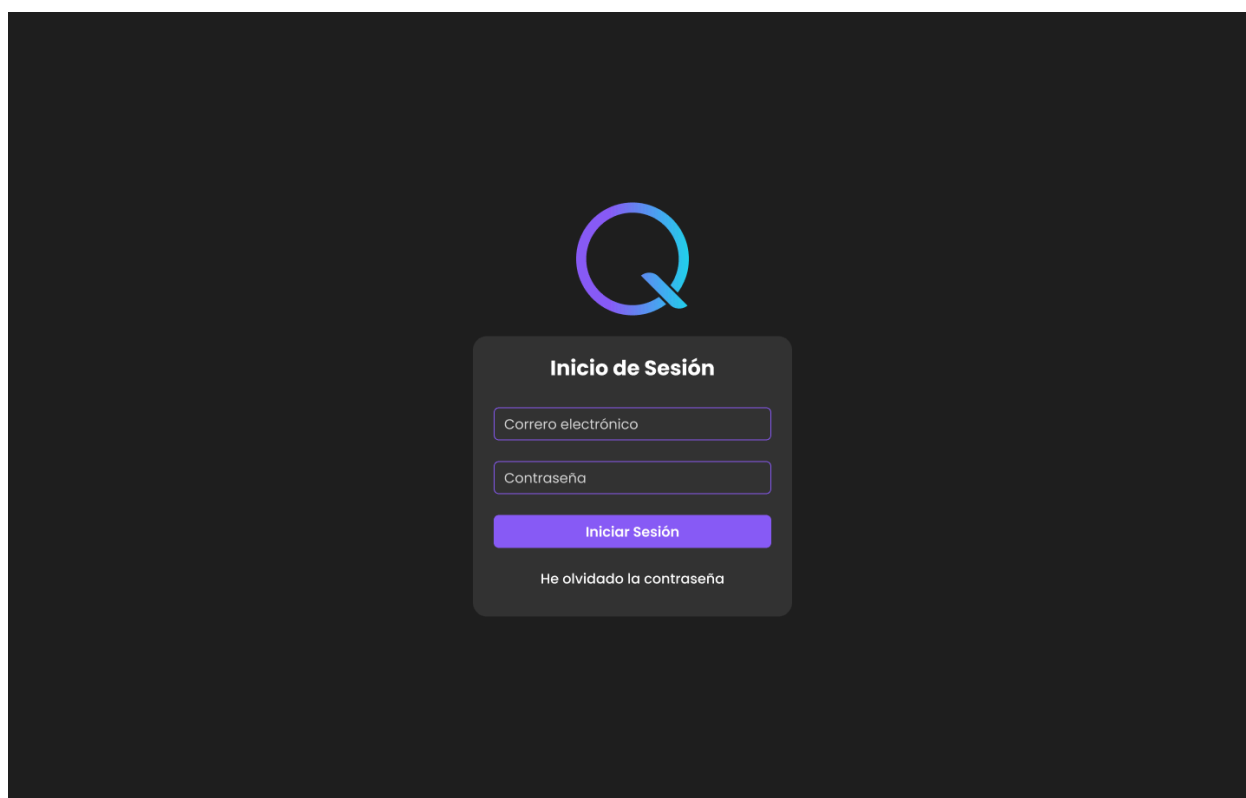 Inicio de Sesión
Correro electrónico
Contraseña
Iniciar Sesión
He olvidado la contraseña